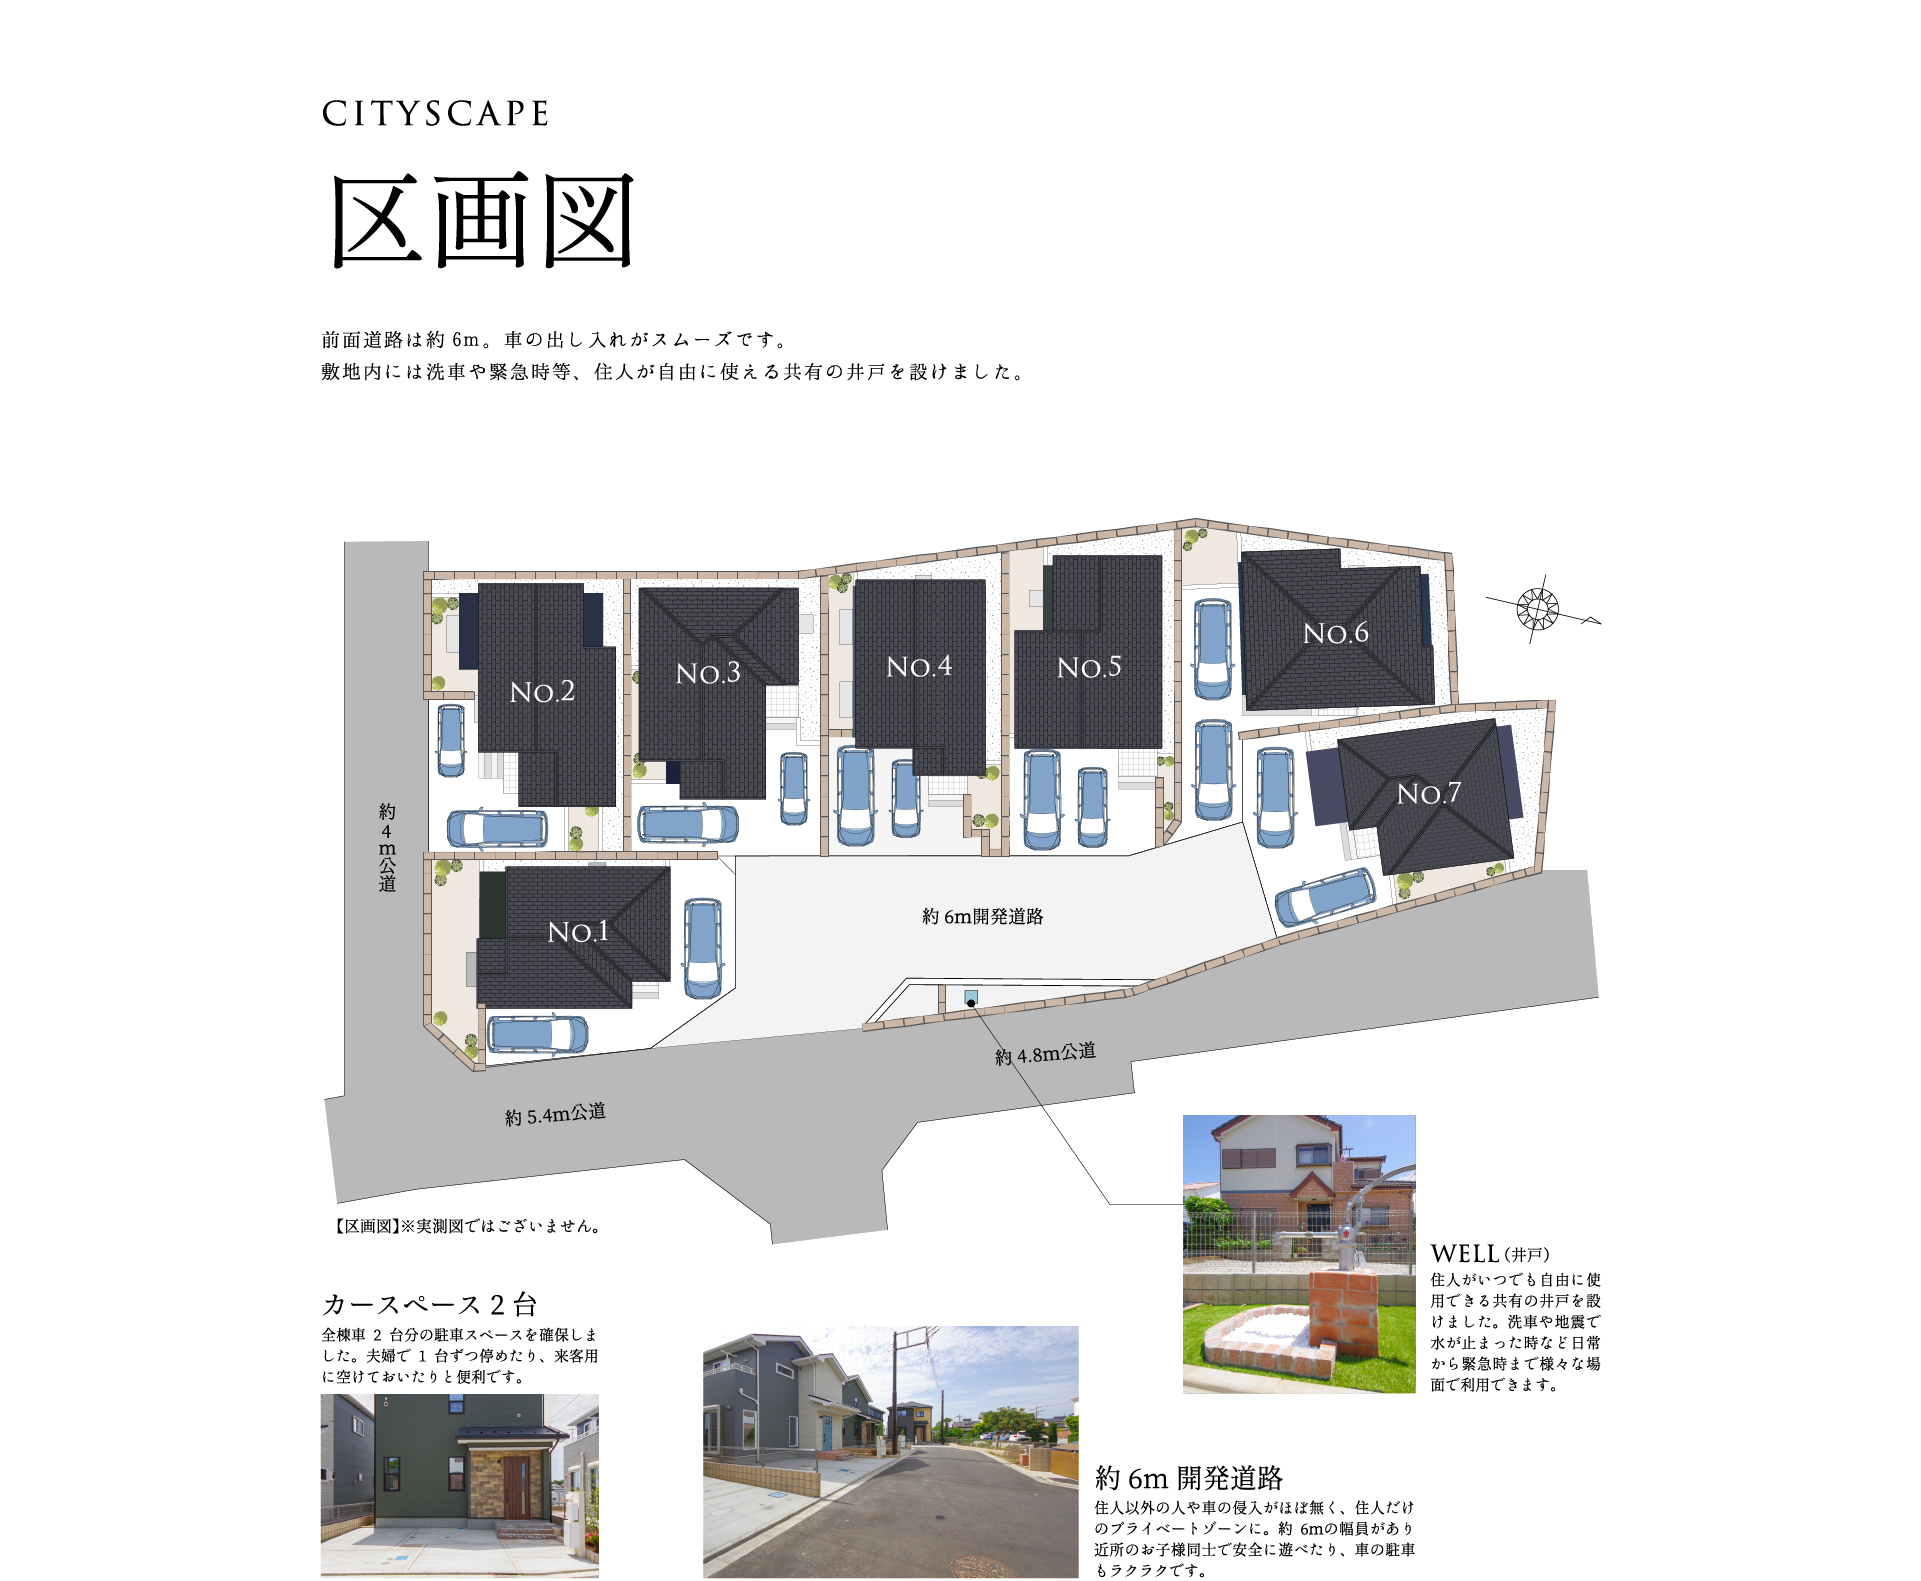 CITYSCAPE
区画図
前面道路は約6m。車の出し入れがスムーズです。
敷地内には洗車や緊急時等、住人が自由に使える共有の井戸を設けました。
No.6
No.3
No.4
No.5
No.2
No.7
約4m公道
約6m開発道路
No.1
約4.8m公道
約5.4m公道
【区画図】※実測図ではございません。
WELL（井戸）
住人がいつでも自由に使
用できる共有の井戸を設
けました。洗車や地震で
水が止まった時など日常
から緊急時まで様々な場
面で利用できます。
カースペース2台
全棟車 2 台分の駐車スペースを確保しま
した。夫婦で 1 台ずつ停めたり、来客用
に空けておいたりと便利です。
約6m開発道路
住人以外の人や車の侵入がほぼ無く、住人だけ
のプライベートゾーンに。約 6mの幅員があり
近所のお子様同士で安全に遊べたり、車の駐車
もラクラクです。